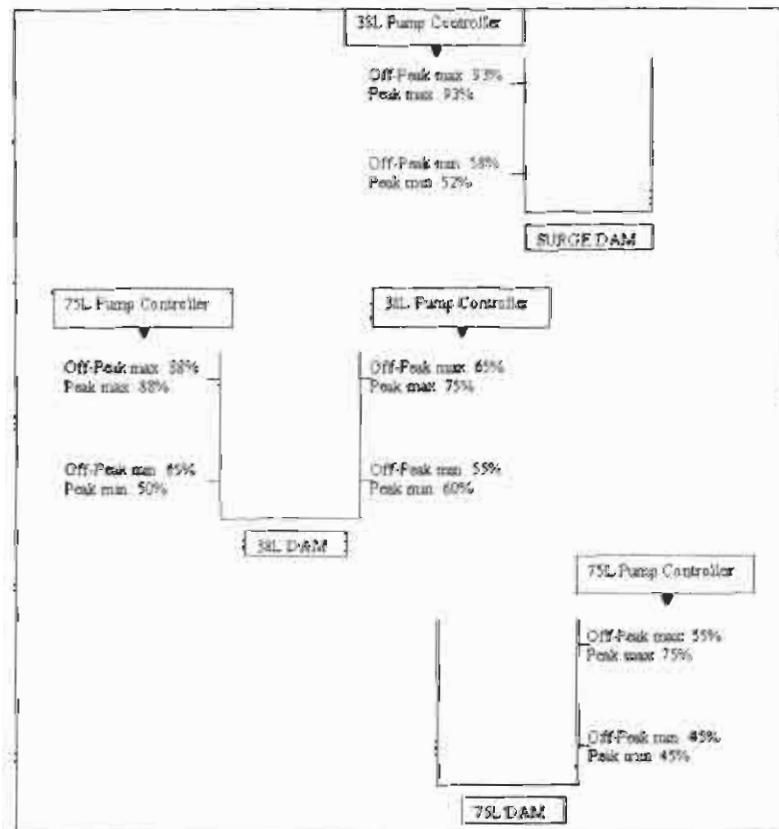 38L Pump Controller
Off-Peak max 93%
Peak max 93%
Off-Peak min 58%
Peak min 52%
SURGE DAM
75L Pump Controller
38L Pump Controller
Off-Peak max 88%
Peak max 88%
Off-Peak max 65%
Peak max 75%
Off-Peak min 65%
Peak min 50%
Off-Peak min 55%
Peak min 60%
38L DAM
75L Pump Controller
Off-Peak max 55%
Peak max 75%
Off-Peak min 45%
Peak min 45%
75L DAM